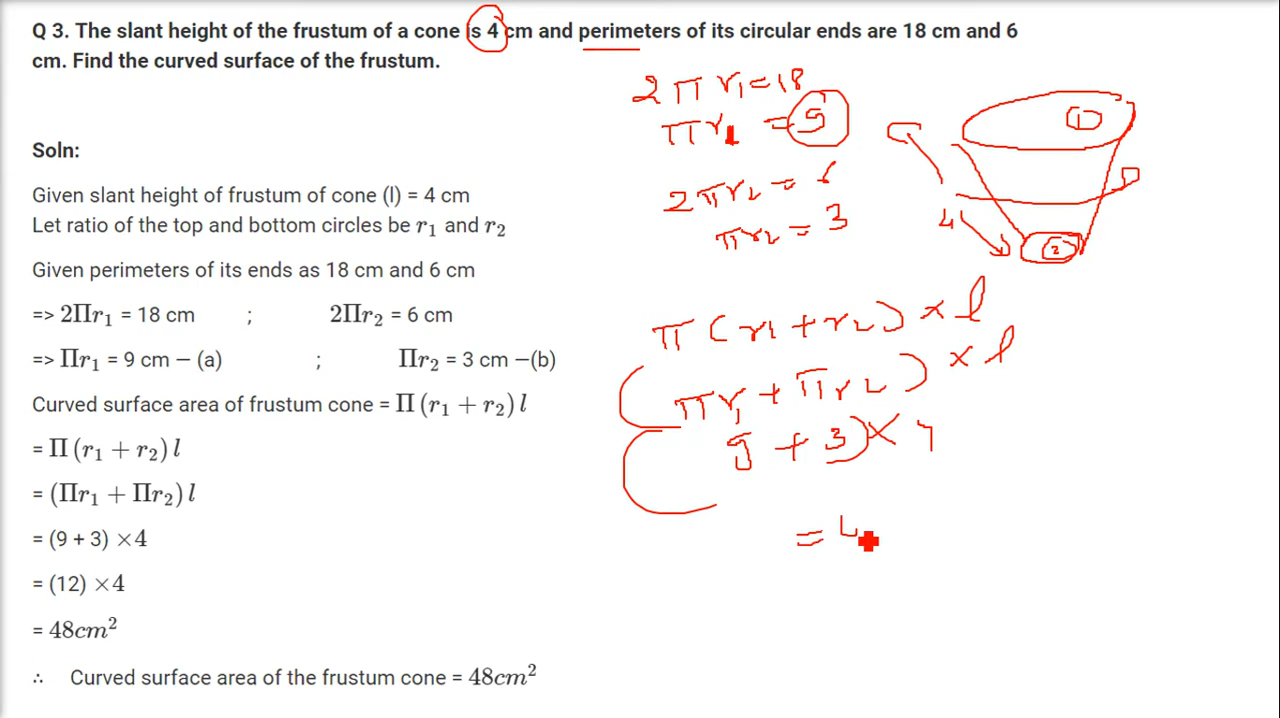 Q 3. The slant height of the frustum of a cone is 4 cm and perimeters of its circular ends are 18 cm and 6
cm. Find the curved surface of the frustum.
Soln:
Given slant height of frustum of cone (l) = 4 cm
Let ratio of the top and bottom circles be r₁ and r₂
Given perimeters of its ends as 18 cm and 6 cm
=> 2Πr₁ = 18 cm ; 2Πr₂ = 6 cm
=> Πr₁ = 9 cm − (a) ; Πr₂ = 3 cm −(b)
Curved surface area of frustum cone = Π (r₁ + r₂) l
= Π (r₁ + r₂) l
= (Πr₁ + Πr₂) l
= (9 + 3) ×4
= (12) ×4
= 48cm²
∴ Curved surface area of the frustum cone = 48cm²
2π r₁ = 18
πr₁ = 9
2πr₂ = 6
πr₂ = 3
1
4
2
π (r₁ + r₂) × l
(πr₁ + πr₂) × l
(9 + 3) × 4
= 4